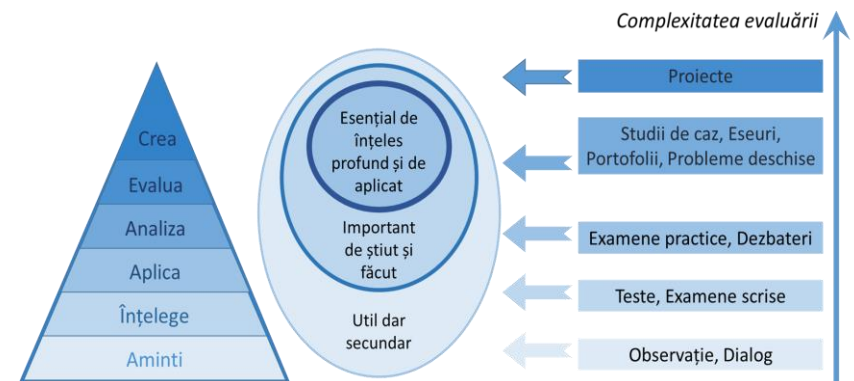 Complexitatea evaluării
Crea
Evalua
Analiza
Aplica
Înțelege
Aminti
Esențial de
înțeles
profund și de
aplicat
Important
de știut și
făcut
Util dar
secundar
Proiecte
Studii de caz, Eseuri,
Portofolii, Probleme deschise
Examene practice, Dezbateri
Teste, Examene scrise
Observație, Dialog